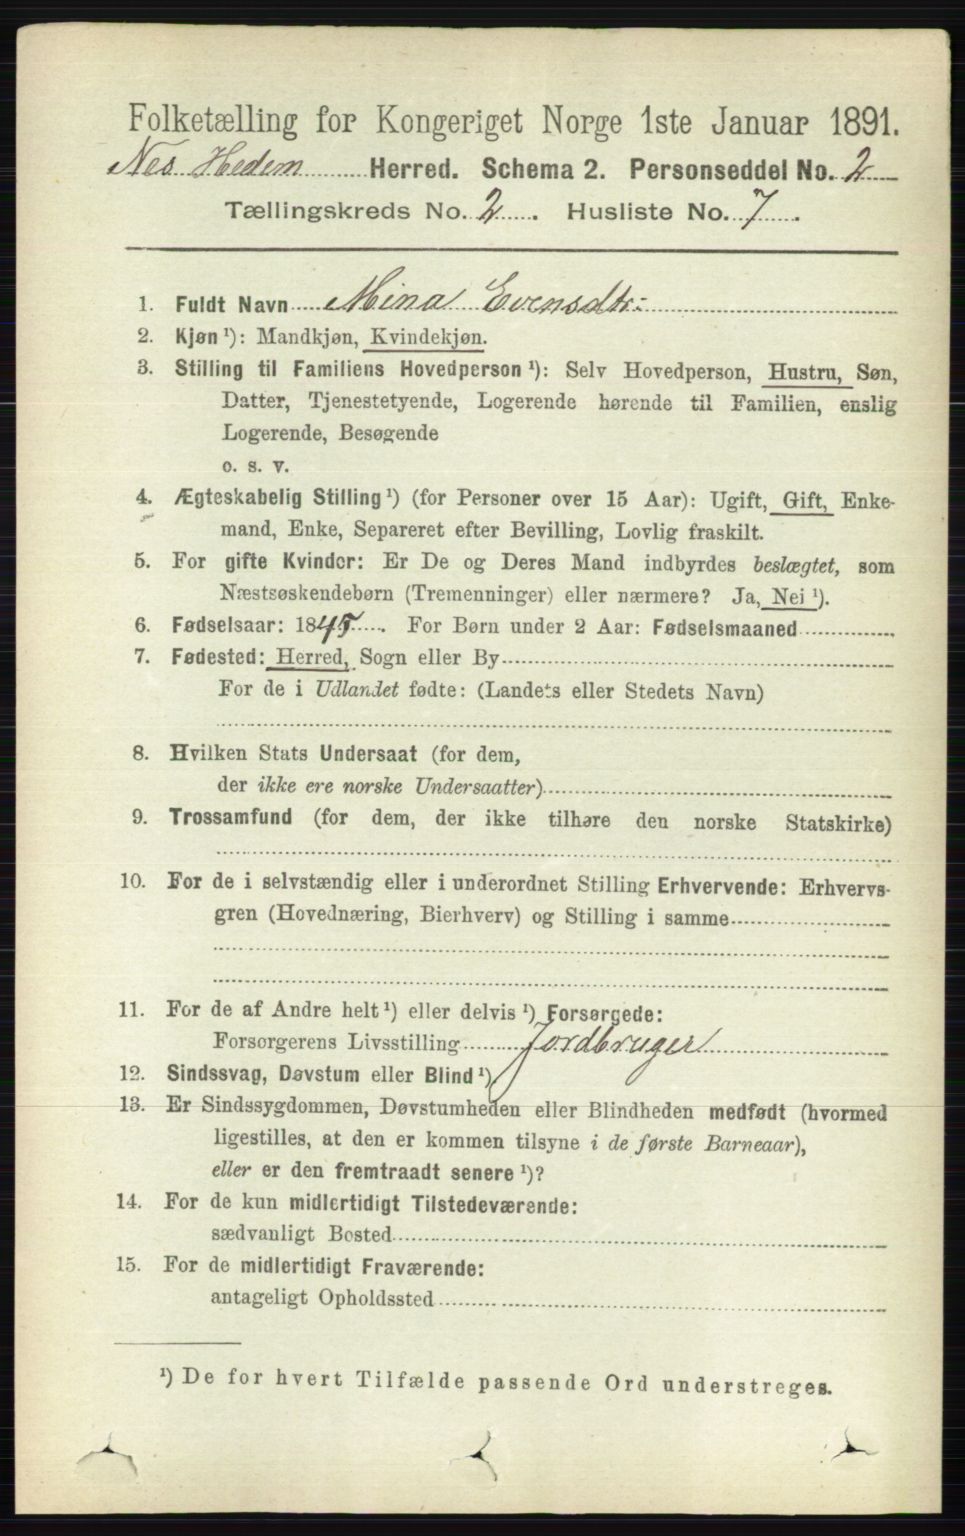 Folketælling for Kongeriget Norge 1ste Januar 1891.
Nes Hedem Herred. Schema 2. Personseddel No. 2
Tællingskreds No. 2. Husliste No. 7.
1. Fuldt Navn Mina Evensdtr:
2. Kjøn ¹): Mandkjøn, Kvindekjøn.
3. Stilling til Familiens Hovedperson ¹): Selv Hovedperson, Hustru, Søn,
Datter, Tjenestetyende, Logerende hørende til Familien, enslig
Logerende, Besøgende
o. s. v.
4. Ægteskabelig Stilling ¹) (for Personer over 15 Aar): Ugift, Gift, Enke-
mand, Enke, Separeret efter Bevilling, Lovlig fraskilt.
5. For gifte Kvinder: Er De og Deres Mand indbyrdes beslægtet, som
Næstsøskendebørn (Tremenninger) eller nærmere? Ja, Nei ¹).
6. Fødselsaar: 1845. For Børn under 2 Aar: Fødselsmaaned
7. Fødested: Herred, Sogn eller By
For de i Udlandet fødte: (Landets eller Stedets Navn)
8. Hvilken Stats Undersaat (for dem,
der ikke ere norske Undersaatter)
9. Trossamfund (for dem, der ikke tilhøre den norske Statskirke)
10. For de i selvstændig eller i underordnet Stilling Erhvervende: Erhvervs-
gren (Hovednæring, Bierhverv) og Stilling i samme
11. For de af Andre helt ¹) eller delvis ¹) Forsørgede:
Forsørgerens Livsstilling Jordbruger
12. Sindssvag, Døvstum eller Blind ¹)
13. Er Sindssygdommen, Døvstumheden eller Blindheden medfødt (hvormed
ligestilles, at den er kommen tilsyne i de første Barneaar),
eller er den fremtraadt senere ¹)?
14. For de kun midlertidigt Tilstedeværende:
sædvanligt Bosted
15. For de midlertidigt Fraværende:
antageligt Opholdssted
¹) De for hvert Tilfælde passende Ord understreges.